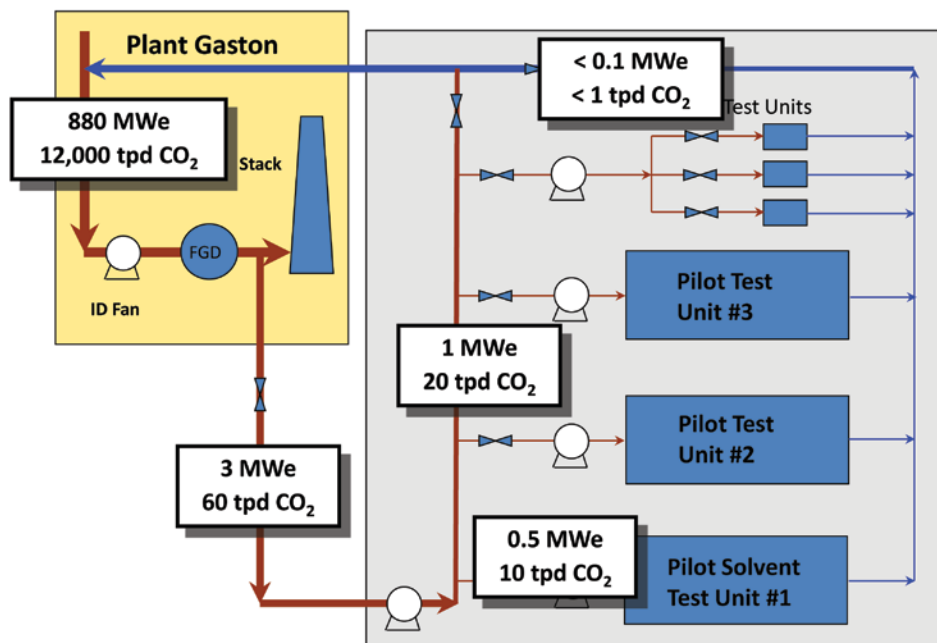 Plant Gaston
880 MWe
12,000 tpd CO₂
Stack
FGD
ID Fan
3 MWe
60 tpd CO₂
< 0.1 MWe
< 1 tpd CO₂
Test Units
Pilot Test
Unit #3
1 MWe
20 tpd CO₂
Pilot Test
Unit #2
0.5 MWe
10 tpd CO₂
Pilot Solvent
Test Unit #1